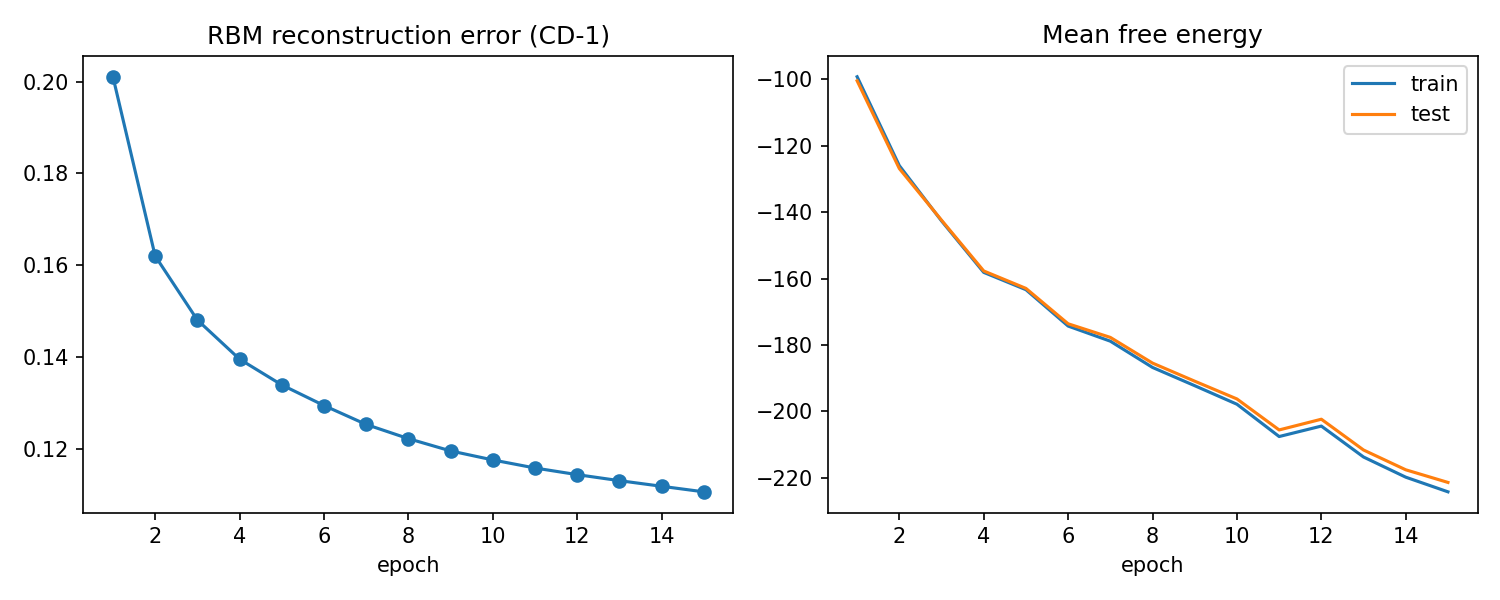 RBM reconstruction error (CD-1)
0.20
0.18
0.16
0.14
0.12
2 4 6 8 10 12 14
epoch
Mean free energy
train
test
−100
−120
−140
−160
−180
−200
−220
2 4 6 8 10 12 14
epoch